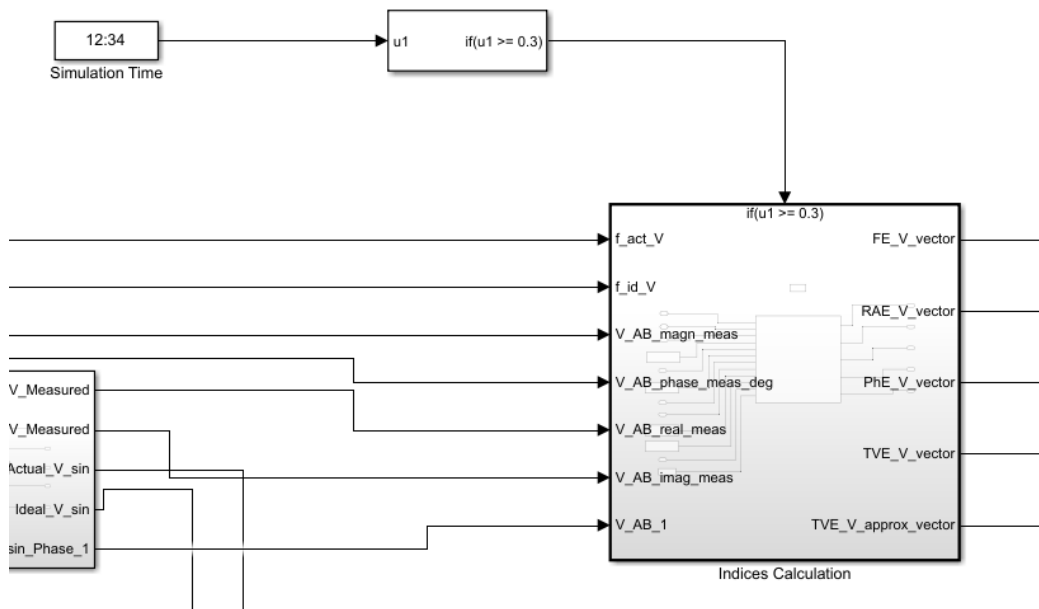 12:34
Simulation Time
u1
if(u1 >= 0.3)
if(u1 >= 0.3)
f_act_V
FE_V_vector
f_id_V
RAE_V_vector
V_AB_magn_meas
V_AB_phase_meas_deg
PhE_V_vector
V_Measured
V_AB_real_meas
V_Measured
TVE_V_vector
Actual_V_sin
V_AB_imag_meas
Ideal_V_sin
V_AB_1
TVE_V_approx_vector
sin_Phase_1
Indices Calculation